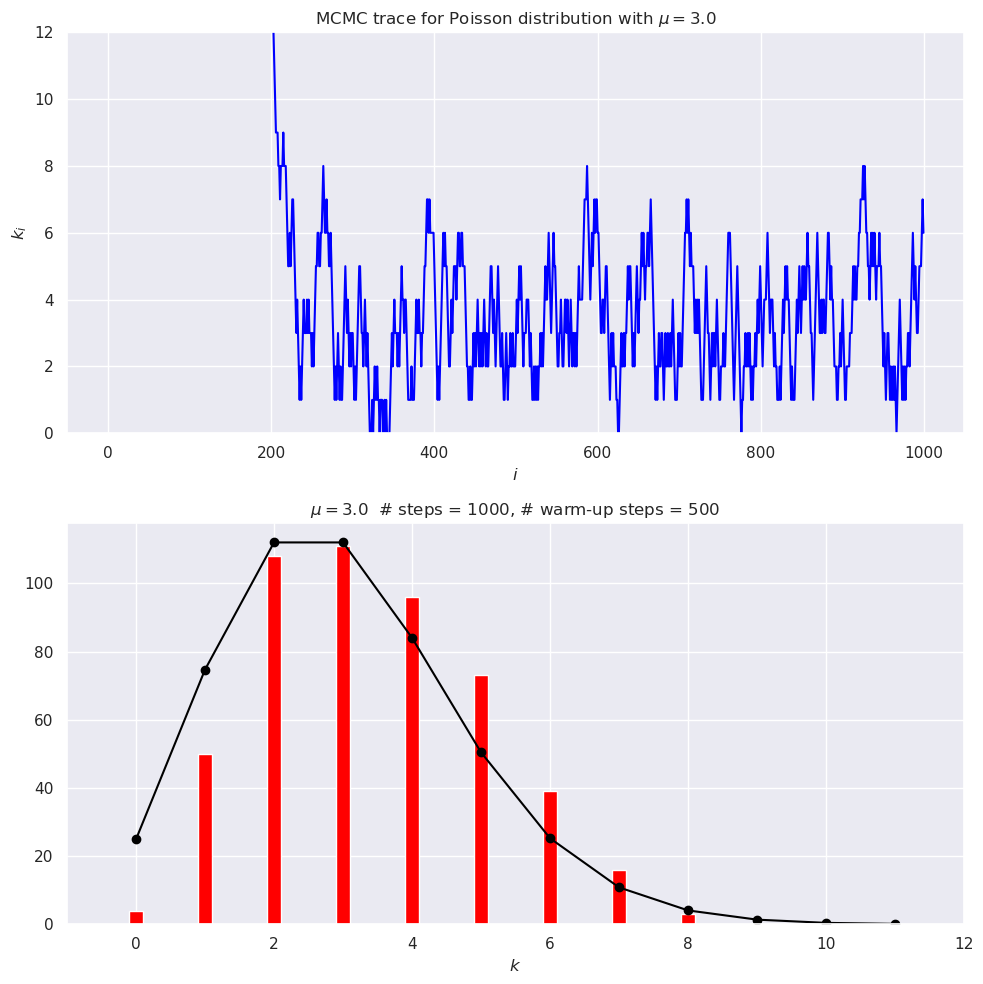 MCMC trace for Poisson distribution with μ = 3.0
12
10
8
6
4
2
0
k_i
0 200 400 600 800 1000
i
μ = 3.0 # steps = 1000, # warm-up steps = 500
100
80
60
40
20
0
0 2 4 6 8 10 12
k